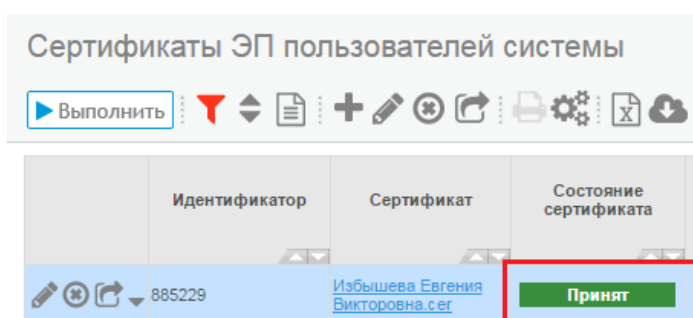 Сертификаты ЭП пользователей системы
Выполнить
Идентификатор
Сертификат
Состояние
сертификата
885229
Избышева Евгения
Викторовна.cer
Принят